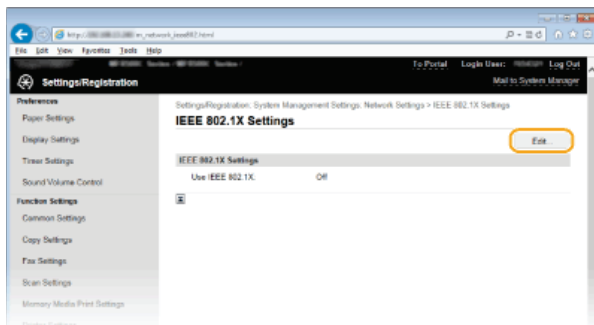 File Edit View Favorites Tools Help
To Portal Login User: Log Out
Settings/Registration
Mail to System Manager
Preferences
Paper Settings
Display Settings
Timer Settings
Sound Volume Control
Function Settings
Common Settings
Copy Settings
Fax Settings
Scan Settings
Memory Media Print Settings
Settings/Registration: System Management Settings: Network Settings > IEEE 802.1X Settings
IEEE 802.1X Settings
Edit...
IEEE 802.1X Settings
Use IEEE 802.1X: Off